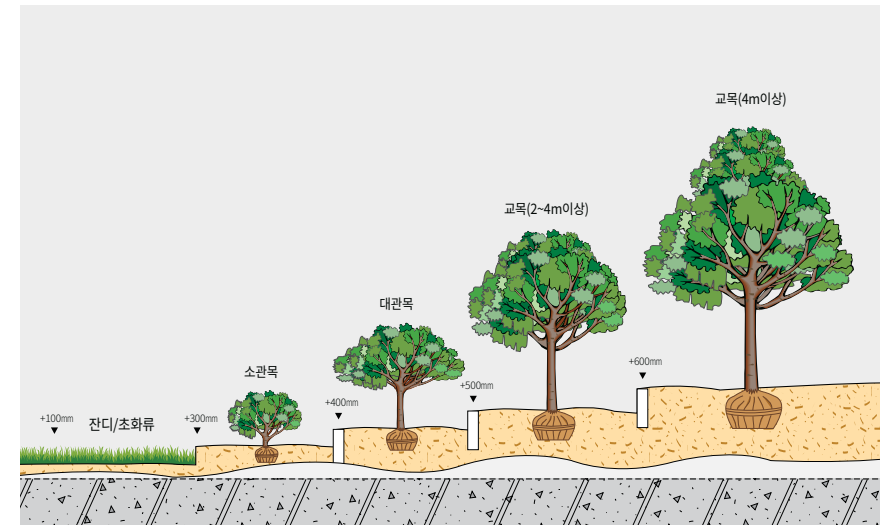 교목(4m이상)
교목(2~4m이상)
대관목
소관목
잔디/초화류
+100mm
+300mm
+400mm
+500mm
+600mm